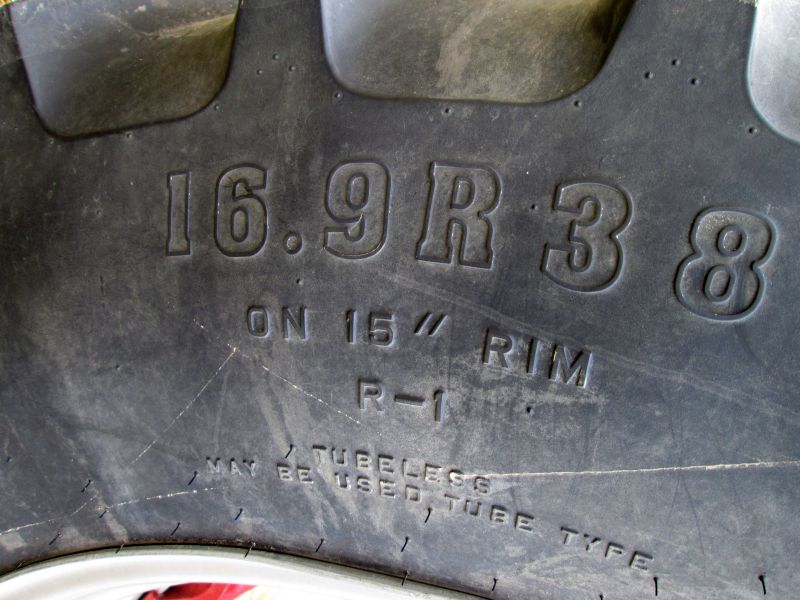 16.9R38
ON 15" RIM
R-1
TUBELESS
MAY BE USED TUBE TYPE